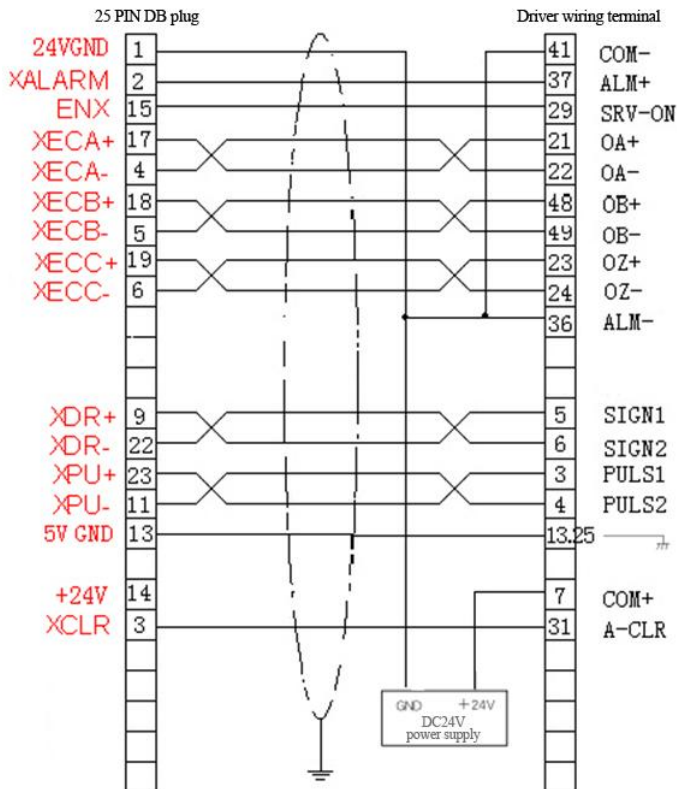 25 PIN DB plug Driver wiring terminal
24VGND 1 41 COM-
XALARM 2 37 ALM+
ENX 15 29 SRV-ON
XECA+ 17 21 OA+
XECA- 4 22 OA-
XECB+ 18 48 OB+
XECB- 5 49 OB-
XECC+ 19 23 OZ+
XECC- 6 24 OZ-
36 ALM-
XDR+ 9 5 SIGN1
XDR- 22 6 SIGN2
XPU+ 23 3 PULS1
XPU- 11 4 PULS2
5V GND 13 13.25
+24V 14 7 COM+
XCLR 3 31 A-CLR
GND +24V
DC24V
power supply